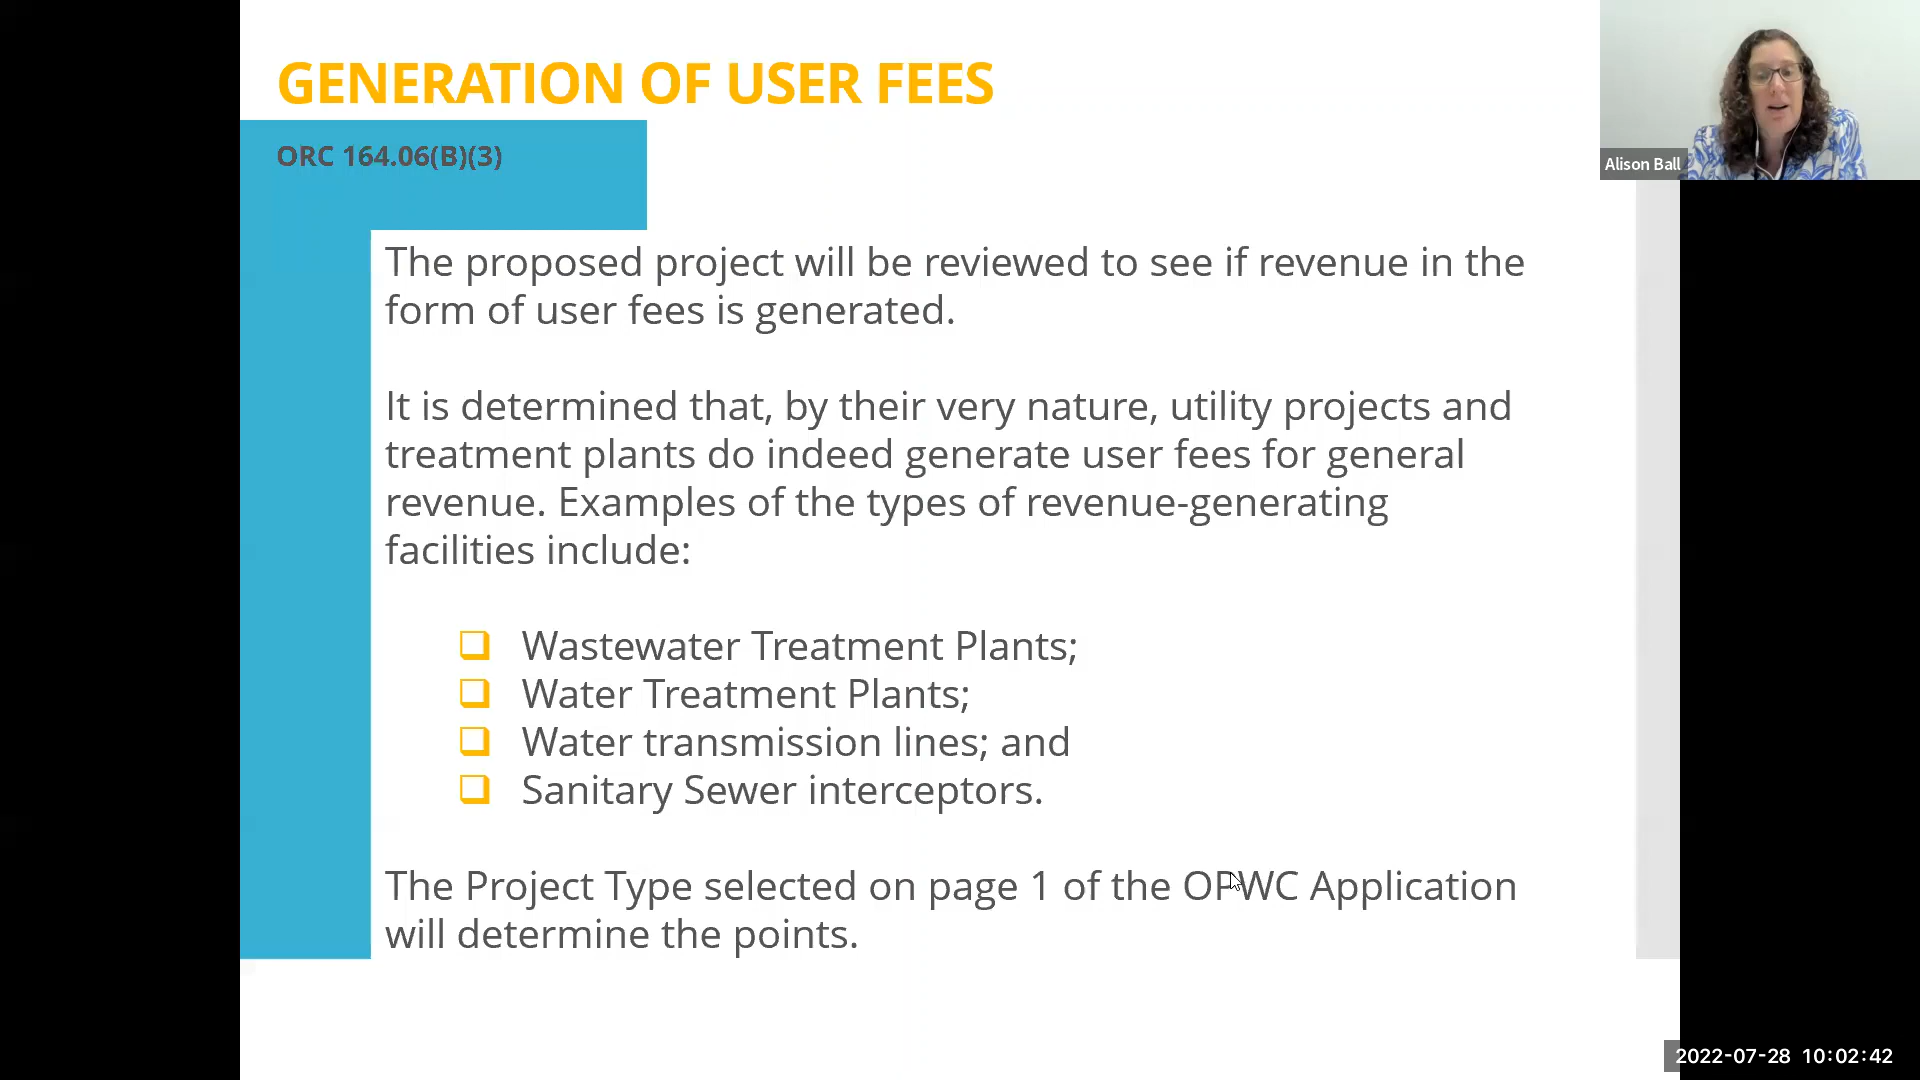 GENERATION OF USER FEES
ORC 164.06(B)(3)
Alison Ball
The proposed project will be reviewed to see if revenue in the
form of user fees is generated.
It is determined that, by their very nature, utility projects and
treatment plants do indeed generate user fees for general
revenue. Examples of the types of revenue-generating
facilities include:
Wastewater Treatment Plants;
Water Treatment Plants;
Water transmission lines; and
Sanitary Sewer interceptors.
The Project Type selected on page 1 of the OPWC Application
will determine the points.
2022-07-28 10:02:42